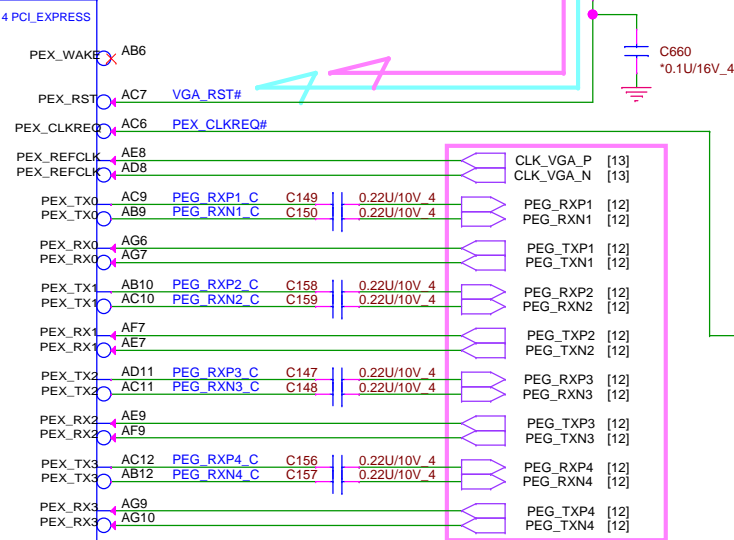 4 PCI_EXPRESS
PEX_WAKE AB6
C660
*0.1U/16V_4
PEX_RST AC7 VGA_RST#
PEX_CLKREQ AC6 PEX_CLKREQ#
PEX_REFCLK AE8 CLK_VGA_P [13]
PEX_REFCLK AD8 CLK_VGA_N [13]
PEX_TX0 AC9 PEG_RXP1_C C149 0.22U/10V_4 PEG_RXP1 [12]
PEX_TX0 AB9 PEG_RXN1_C C150 0.22U/10V_4 PEG_RXN1 [12]
PEX_RX0 AG6 PEG_TXP1 [12]
PEX_RX0 AG7 PEG_TXN1 [12]
PEX_TX1 AB10 PEG_RXP2_C C158 0.22U/10V_4 PEG_RXP2 [12]
PEX_TX1 AC10 PEG_RXN2_C C159 0.22U/10V_4 PEG_RXN2 [12]
PEX_RX1 AF7 PEG_TXP2 [12]
PEX_RX1 AE7 PEG_TXN2 [12]
PEX_TX2 AD11 PEG_RXP3_C C147 0.22U/10V_4 PEG_RXP3 [12]
PEX_TX2 AC11 PEG_RXN3_C C148 0.22U/10V_4 PEG_RXN3 [12]
PEX_RX2 AE9 PEG_TXP3 [12]
PEX_RX2 AF9 PEG_TXN3 [12]
PEX_TX3 AC12 PEG_RXP4_C C156 0.22U/10V_4 PEG_RXP4 [12]
PEX_TX3 AB12 PEG_RXN4_C C157 0.22U/10V_4 PEG_RXN4 [12]
PEX_RX3 AG9 PEG_TXP4 [12]
PEX_RX3 AG10 PEG_TXN4 [12]